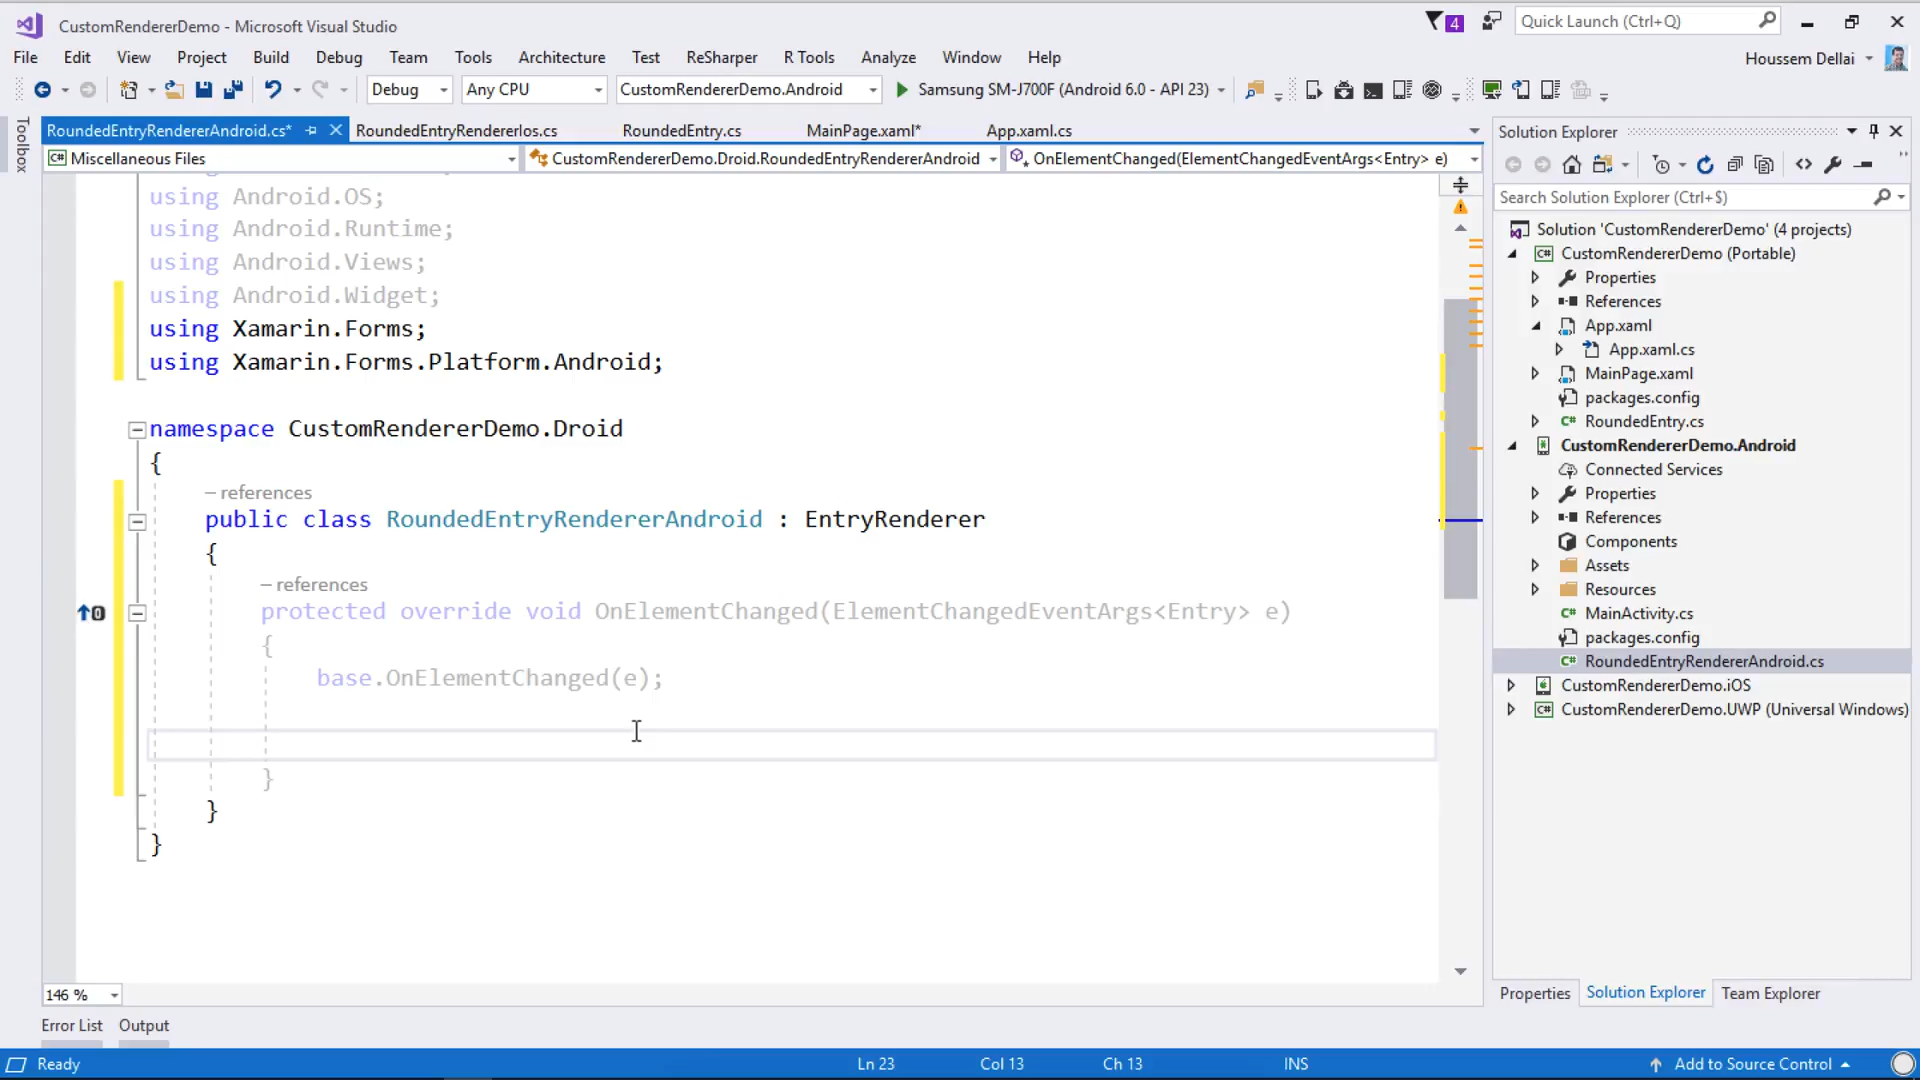 CustomRendererDemo - Microsoft Visual Studio
4
Quick Launch (Ctrl+Q)
File Edit View Project Build Debug Team Tools Architecture Test ReSharper R Tools Analyze Window Help
Houssem Dellai
Debug Any CPU CustomRendererDemo.Android Samsung SM-J700F (Android 6.0 - API 23)
Toolbox
RoundedEntryRendererAndroid.cs* RoundedEntryRendererIos.cs RoundedEntry.cs MainPage.xaml* App.xaml.cs
C# Miscellaneous Files CustomRendererDemo.Droid.RoundedEntryRendererAndroid OnElementChanged(ElementChangedEventArgs<Entry> e)
using Android.OS;
using Android.Runtime;
using Android.Views;
using Android.Widget;
using Xamarin.Forms;
using Xamarin.Forms.Platform.Android;
namespace CustomRendererDemo.Droid
{
– references
public class RoundedEntryRendererAndroid : EntryRenderer
{
– references
protected override void OnElementChanged(ElementChangedEventArgs<Entry> e)
{
base.OnElementChanged(e);
}
}
}
146 %
Error List Output
Solution Explorer
Search Solution Explorer (Ctrl+$)
Solution 'CustomRendererDemo' (4 projects)
C# CustomRendererDemo (Portable)
Properties
References
App.xaml
App.xaml.cs
MainPage.xaml
packages.config
C# RoundedEntry.cs
CustomRendererDemo.Android
Connected Services
Properties
References
Components
Assets
Resources
C# MainActivity.cs
packages.config
C# RoundedEntryRendererAndroid.cs
CustomRendererDemo.iOS
C# CustomRendererDemo.UWP (Universal Windows)
Properties Solution Explorer Team Explorer
Ready Ln 23 Col 13 Ch 13 INS Add to Source Control